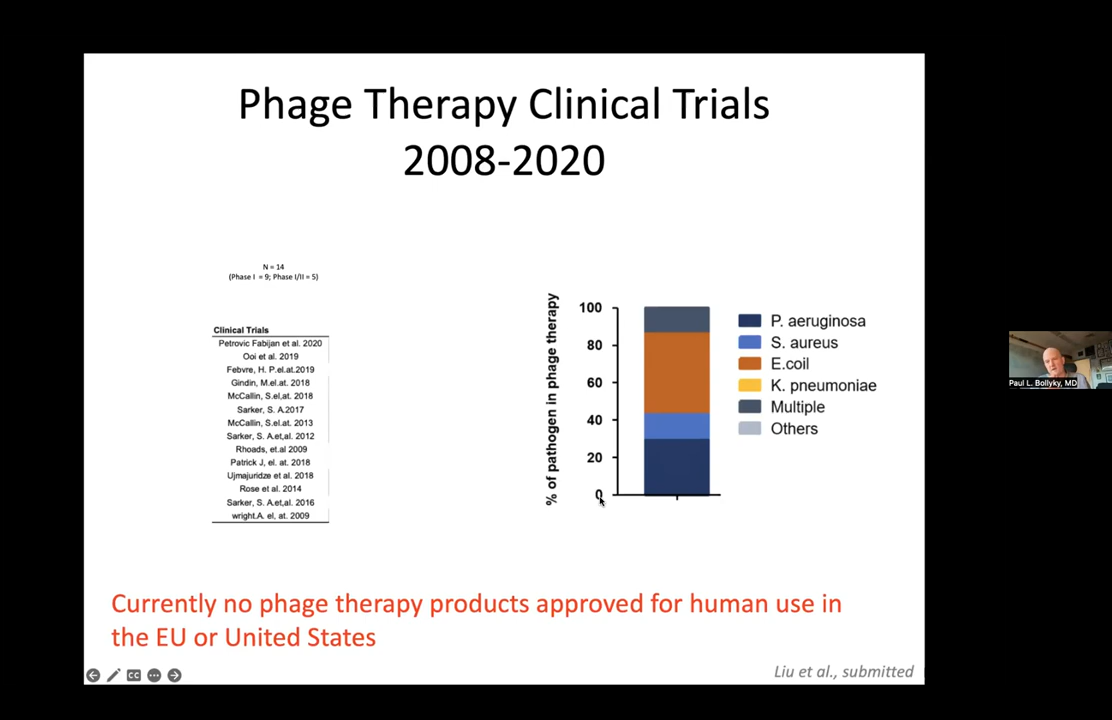 Phage Therapy Clinical Trials
2008-2020
N = 14
(Phase I = 9; Phase I/II = 5)
Clinical Trials
Petrovic Fabijan et al. 2020
Ooi et al. 2019
Febvre, H. P.el.at.2019
Gindin, M.el.at. 2018
McCallin, S.el,at. 2018
Sarker, S. A.2017
McCallin, S.el.at. 2013
Sarker, S. A.et,al. 2012
Rhoads, et.al 2009
Patrick J, el. at. 2018
Ujmajuridze et al. 2018
Rose et al. 2014
Sarker, S. A.et,al. 2016
wright.A. el, at. 2009
% of pathogen in phage therapy
100
80
60
40
20
0
P. aeruginosa
S. aureus
E.coli
K. pneumoniae
Multiple
Others
Currently no phage therapy products approved for human use in
the EU or United States
Liu et al., submitted
CC
Paul L. Bollyky, MD